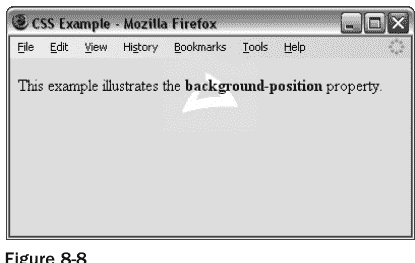 CSS Example - Mozilla Firefox
File Edit View History Bookmarks Tools Help
This example illustrates the background-position property.
Figure 8-8